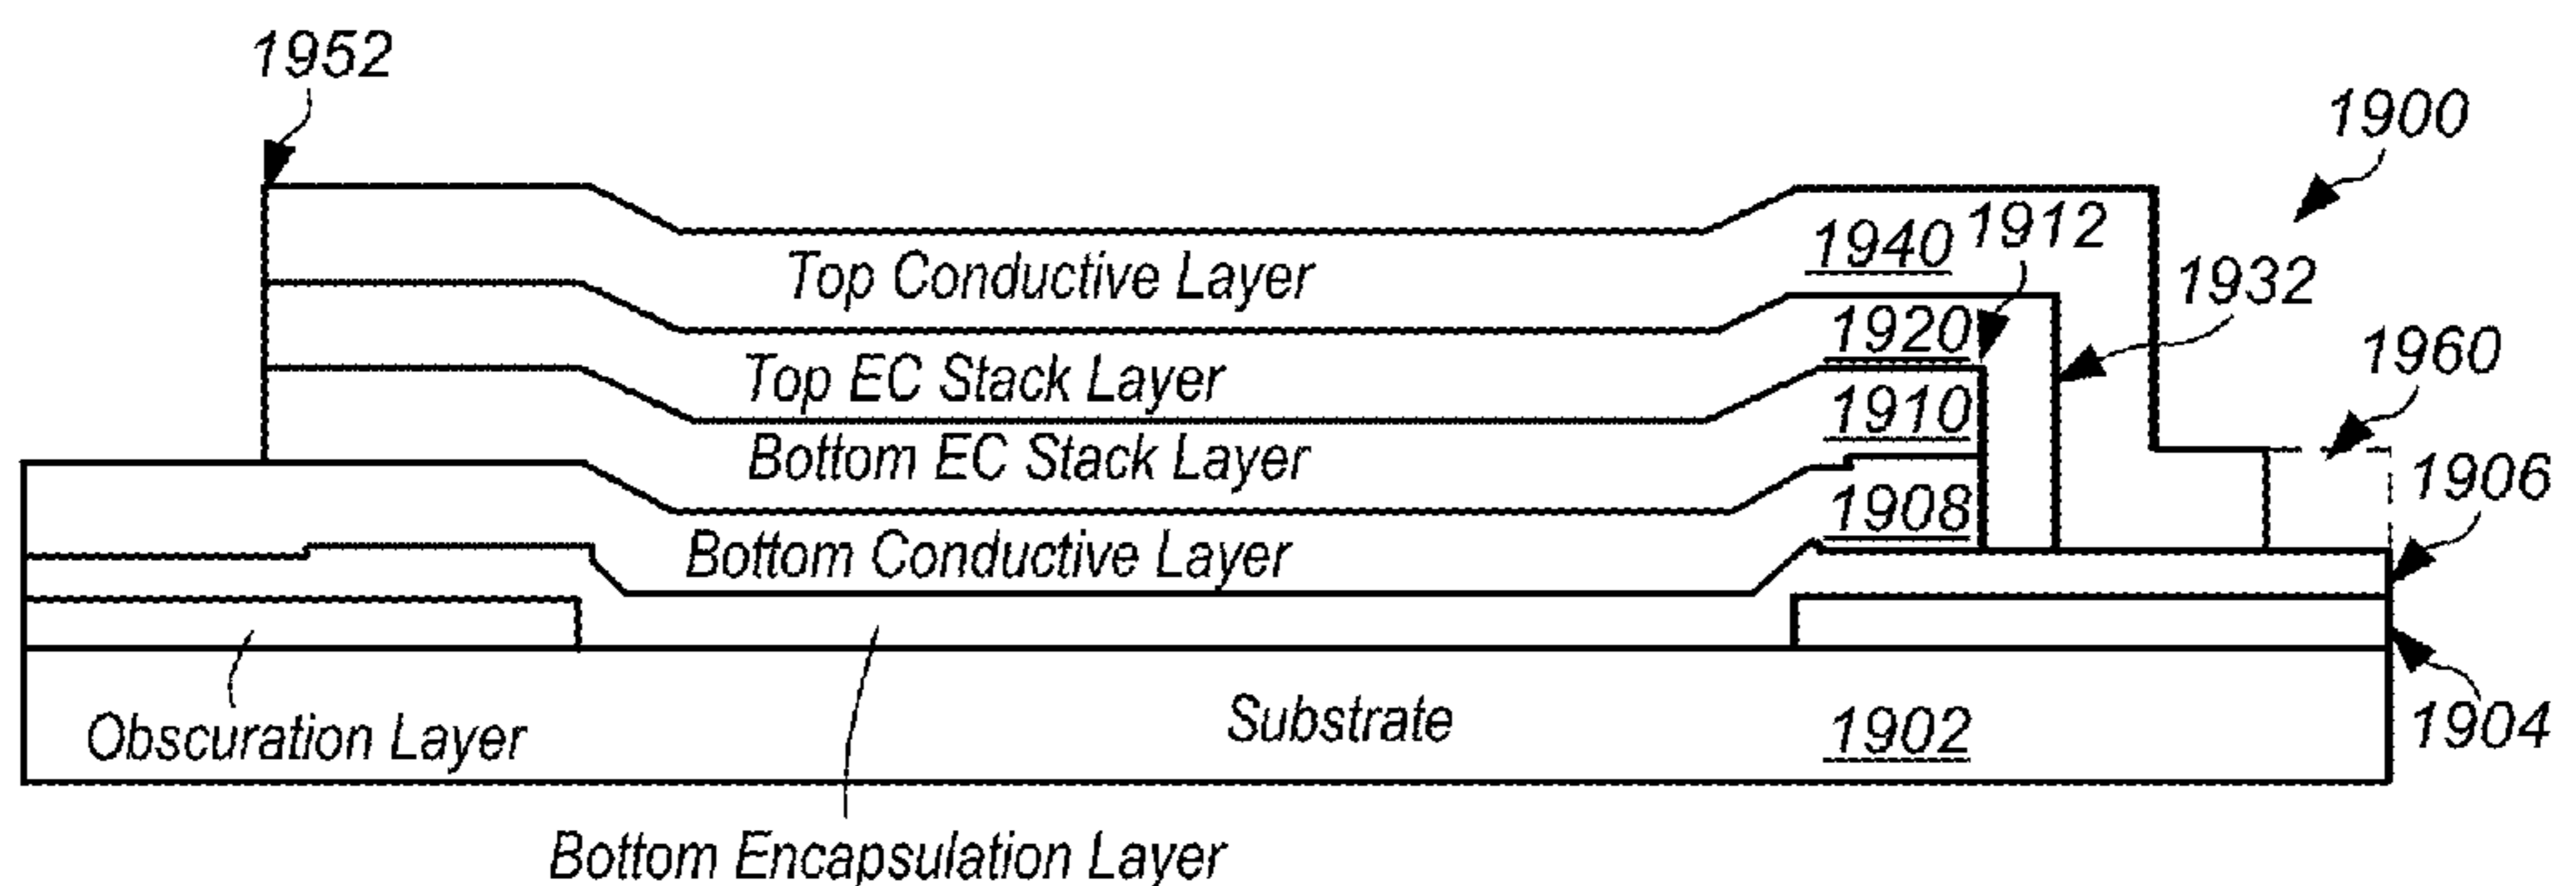 1952
1900
1940 1912
Top Conductive Layer
1932
1920
1960
Top EC Stack Layer
1910
Bottom EC Stack Layer
1906
1908
Bottom Conductive Layer
Obscuration Layer
Substrate
1902
1904
Bottom Encapsulation Layer